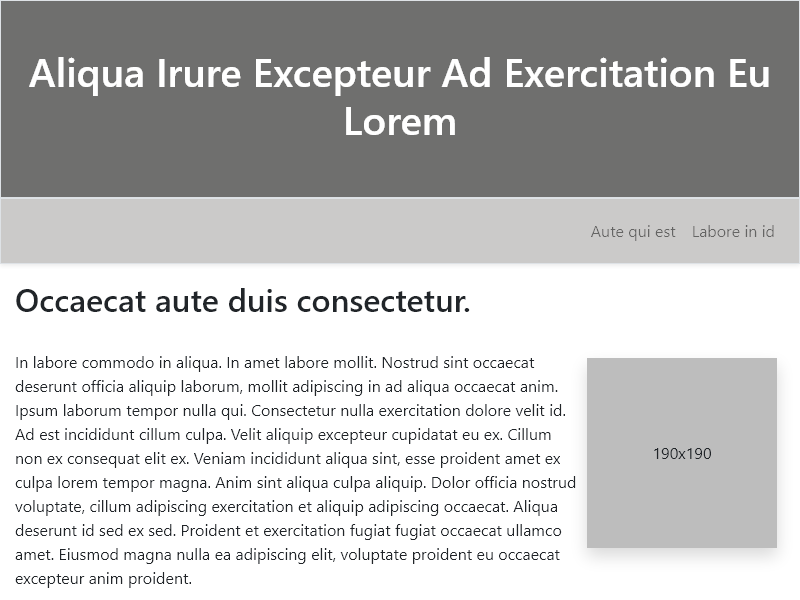 Aliqua Irure Excepteur Ad Exercitation Eu
Lorem
Aute qui est Labore in id
Occaecat aute duis consectetur.
In labore commodo in aliqua. In amet labore mollit. Nostrud sint occaecat
deserunt officia aliquip laborum, mollit adipiscing in ad aliqua occaecat anim.
Ipsum laborum tempor nulla qui. Consectetur nulla exercitation dolore velit id.
Ad est incididunt cillum culpa. Velit aliquip excepteur cupidatat eu ex. Cillum
non ex consequat elit ex. Veniam incididunt aliqua sint, esse proident amet ex
culpa lorem tempor magna. Anim sint aliqua culpa aliquip. Dolor officia nostrud
voluptate, cillum adipiscing exercitation et aliquip adipiscing occaecat. Aliqua
deserunt id sed ex sed. Proident et exercitation fugiat fugiat occaecat ullamco
amet. Eiusmod magna nulla ea adipiscing elit, voluptate proident eu occaecat
excepteur anim proident.
190x190